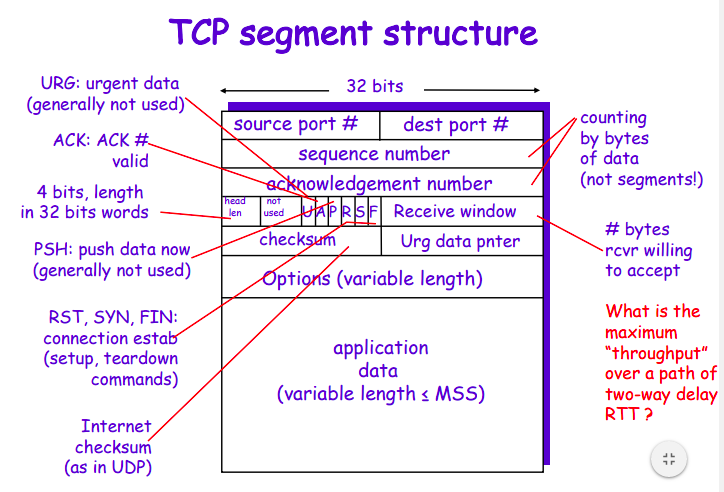 TCP segment structure
URG: urgent data
(generally not used)
ACK: ACK #
valid
4 bits, length
in 32 bits words
PSH: push data now
(generally not used)
RST, SYN, FIN:
connection estab
(setup, teardown
commands)
Internet
checksum
(as in UDP)
32 bits
source port #
dest port #
sequence number
acknowledgement number
head
len
not
used
U A P R S F
Receive window
checksum
Urg data pnter
Options (variable length)
application
data
(variable length ≤ MSS)
counting
by bytes
of data
(not segments!)
# bytes
rcvr willing
to accept
What is the
maximum
“throughput”
over a path of
two-way delay
RTT ?